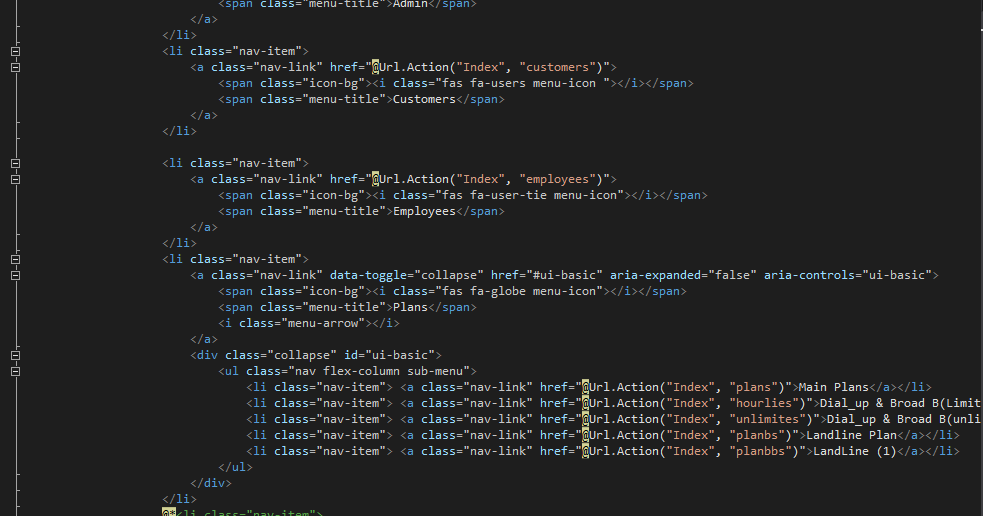 <span class="menu-title">Admin</span>
</a>
</li>
<li class="nav-item">
<a class="nav-link" href="@Url.Action("Index", "customers")">
<span class="icon-bg"><i class="fas fa-users menu-icon "></i></span>
<span class="menu-title">Customers</span>
</a>
</li>
<li class="nav-item">
<a class="nav-link" href="@Url.Action("Index", "employees")">
<span class="icon-bg"><i class="fas fa-user-tie menu-icon"></i></span>
<span class="menu-title">Employees</span>
</a>
</li>
<li class="nav-item">
<a class="nav-link" data-toggle="collapse" href="#ui-basic" aria-expanded="false" aria-controls="ui-basic">
<span class="icon-bg"><i class="fas fa-globe menu-icon"></i></span>
<span class="menu-title">Plans</span>
<i class="menu-arrow"></i>
</a>
<div class="collapse" id="ui-basic">
<ul class="nav flex-column sub-menu">
<li class="nav-item"> <a class="nav-link" href="@Url.Action("Index", "plans")">Main Plans</a></li>
<li class="nav-item"> <a class="nav-link" href="@Url.Action("Index", "hourlies")">Dial_up & Broad B(Limit
<li class="nav-item"> <a class="nav-link" href="@Url.Action("Index", "unlimites")">Dial_up & Broad B(unli
<li class="nav-item"> <a class="nav-link" href="@Url.Action("Index", "planbs")">Landline Plan</a></li>
<li class="nav-item"> <a class="nav-link" href="@Url.Action("Index", "planbbs")">LandLine (1)</a></li>
</ul>
</div>
</li>
@*<li class="nav-item">